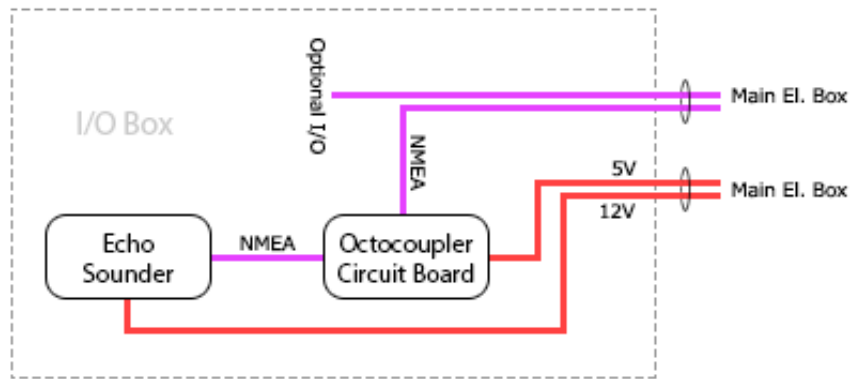 Optional I/O
Main El. Box
I/O Box
NMEA
5V
Main El. Box
12V
Echo
Sounder
NMEA
Octocoupler
Circuit Board